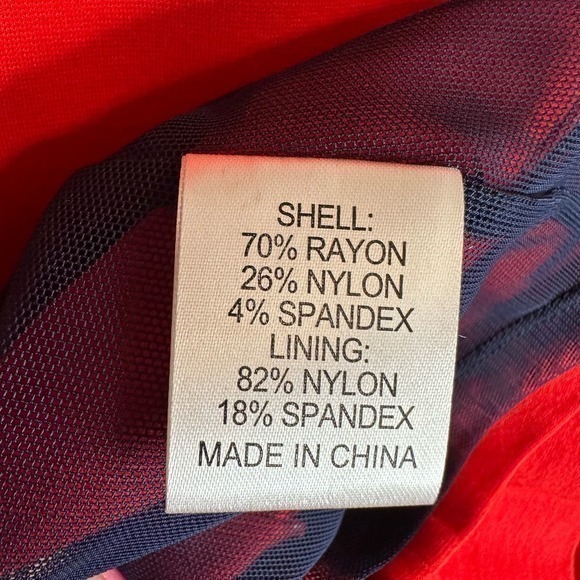 SHELL:
70% RAYON
26% NYLON
4% SPANDEX
LINING:
82% NYLON
18% SPANDEX
MADE IN CHINA